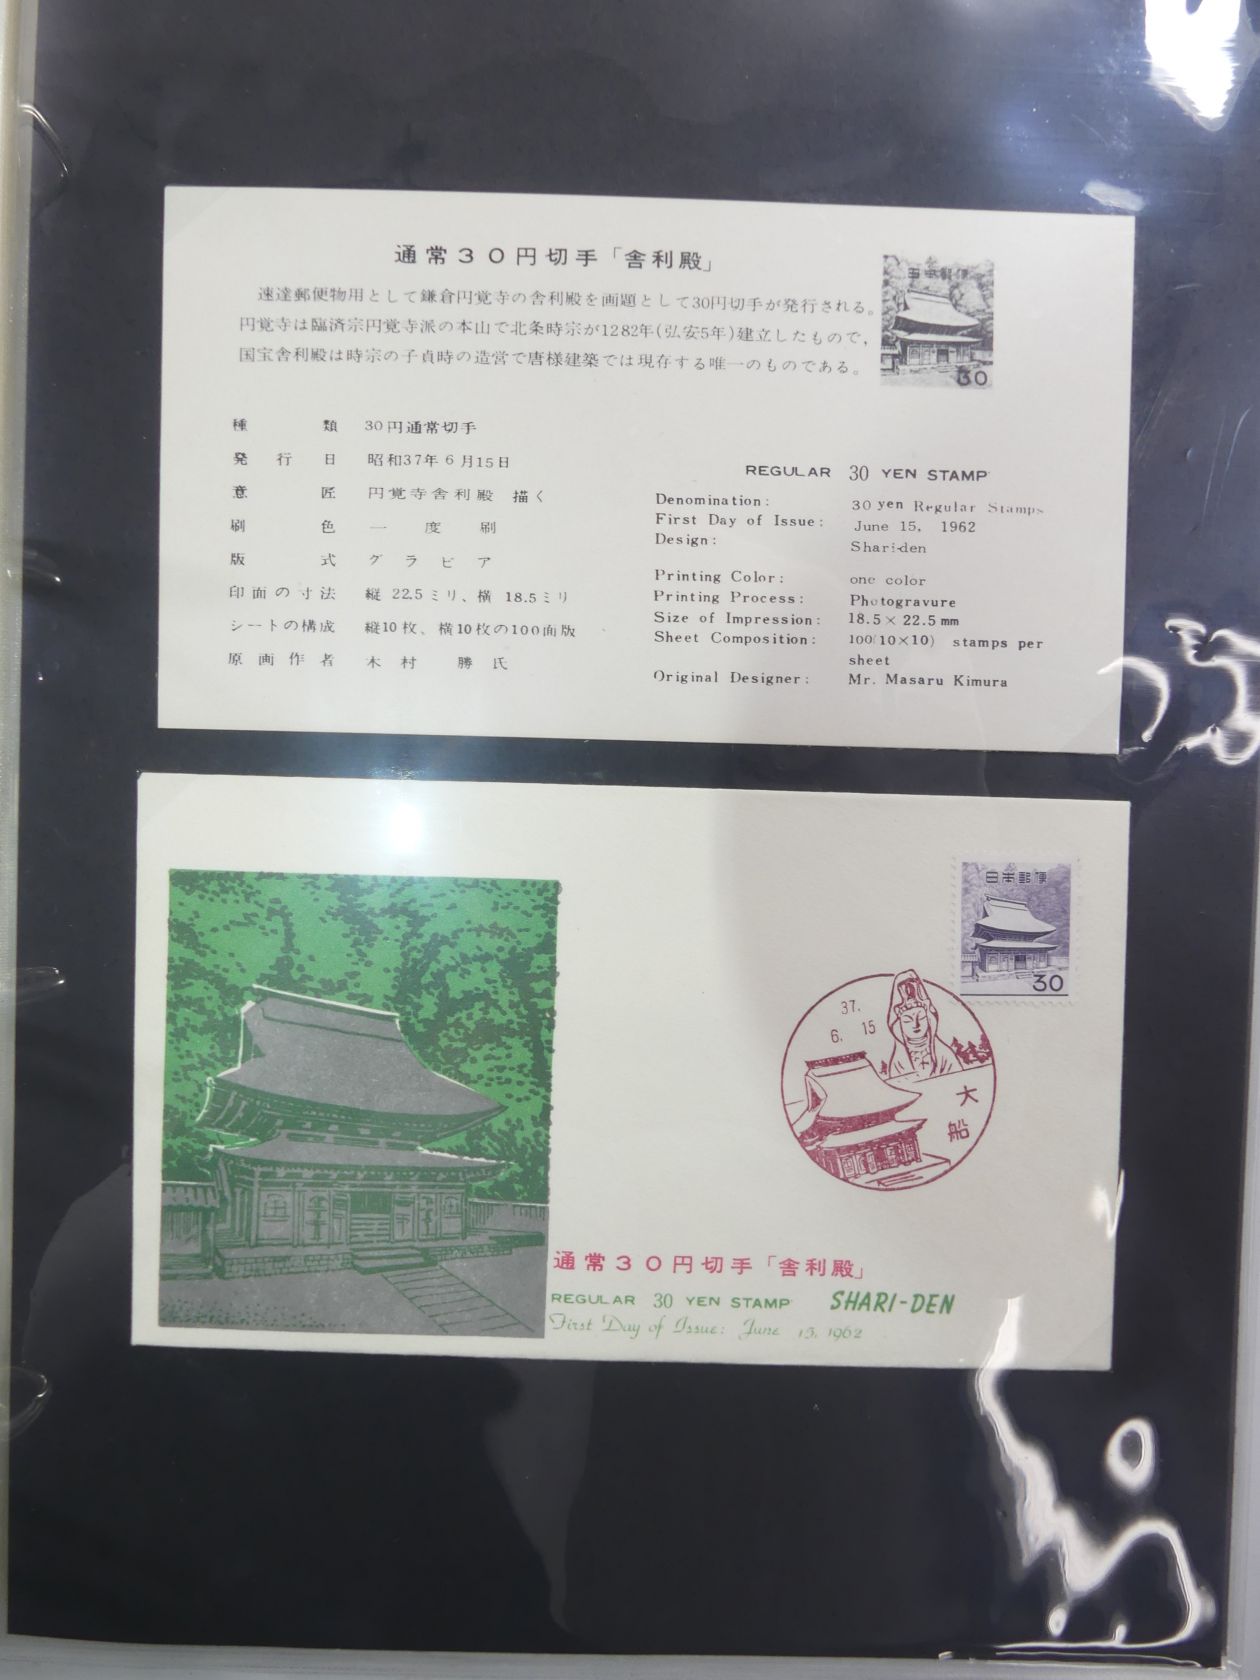 通常30円切手「舎利殿」
日本郵便
30
速達郵便物用として鎌倉円覚寺の舎利殿を画題として30円切手が発行される。
円覚寺は臨済宗円覚寺派の本山で北条時宗が1282年(弘安5年)建立したもので，
国宝舎利殿は時宗の子貞時の造営で唐様建築では現存する唯一のものである。
種類 30円通常切手
発行日 昭和37年6月15日
意匠 円覚寺舎利殿 描く
刷色 一度刷
版式 グラビア
印面の寸法 縦 22.5ミリ、横 18.5ミリ
シートの構成 縦10枚、横10枚の100面版
原画作者 木村 勝氏
REGULAR 30 YEN STAMP
Denomination: 30 yen Regular Stamps
First Day of Issue: June 15, 1962
Design: Shari-den
Printing Color: one color
Printing Process: Photogravure
Size of Impression: 18.5×22.5mm
Sheet Composition: 100(10×10) stamps per
sheet
Original Designer: Mr. Masaru Kimura
日本郵便
30
37.
6. 15
大
船
通常30円切手「舎利殿」
REGULAR 30 YEN STAMP SHARI-DEN
First Day of Issue: June 15, 1962